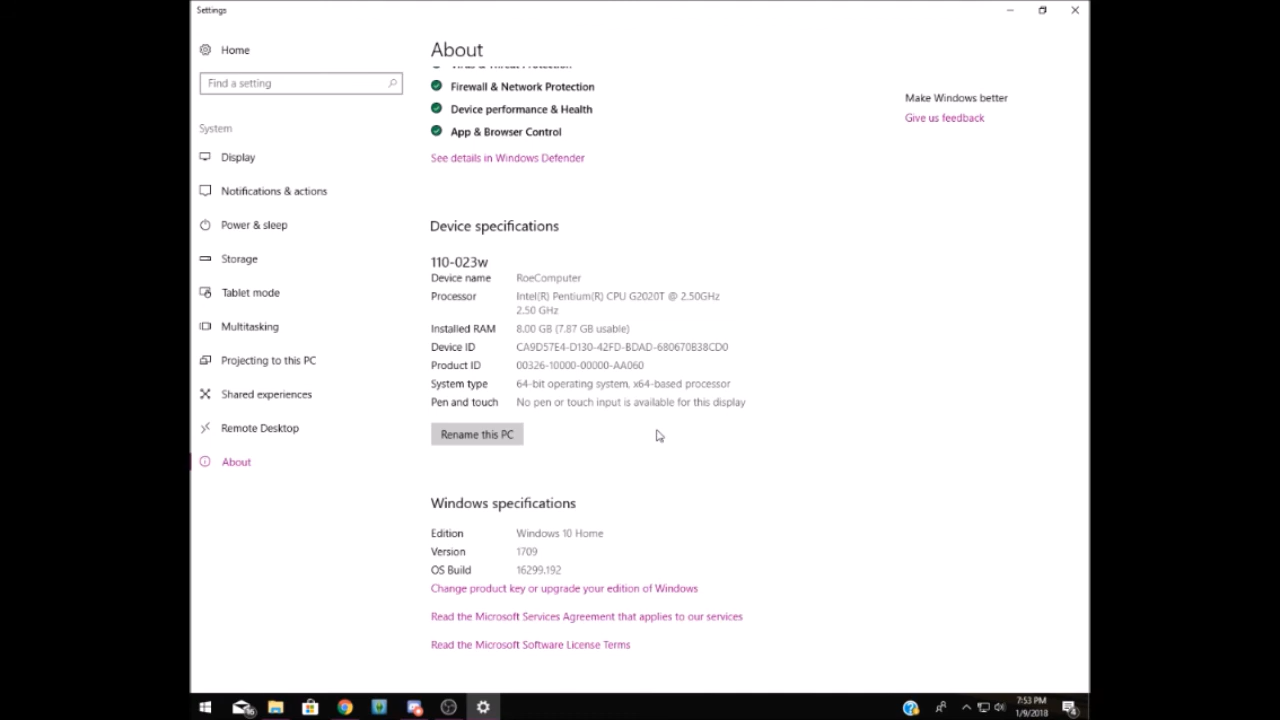 Settings
Home
About
Find a setting
Firewall & Network Protection
Device performance & Health
App & Browser Control
See details in Windows Defender
Make Windows better
Give us feedback
System
Display
Notifications & actions
Power & sleep
Storage
Tablet mode
Multitasking
Projecting to this PC
Shared experiences
Remote Desktop
About
Device specifications
110-023w
Device name RoeComputer
Processor Intel(R) Pentium(R) CPU G2020T @ 2.50GHz
2.50 GHz
Installed RAM 8.00 GB (7.87 GB usable)
Device ID CA9D57E4-D130-42FD-BDAD-680670B38CD0
Product ID 00326-10000-00000-AA060
System type 64-bit operating system, x64-based processor
Pen and touch No pen or touch input is available for this display
Rename this PC
Windows specifications
Edition Windows 10 Home
Version 1709
OS Build 16299.192
Change product key or upgrade your edition of Windows
Read the Microsoft Services Agreement that applies to our services
Read the Microsoft Software License Terms
7:53 PM
1/9/2018